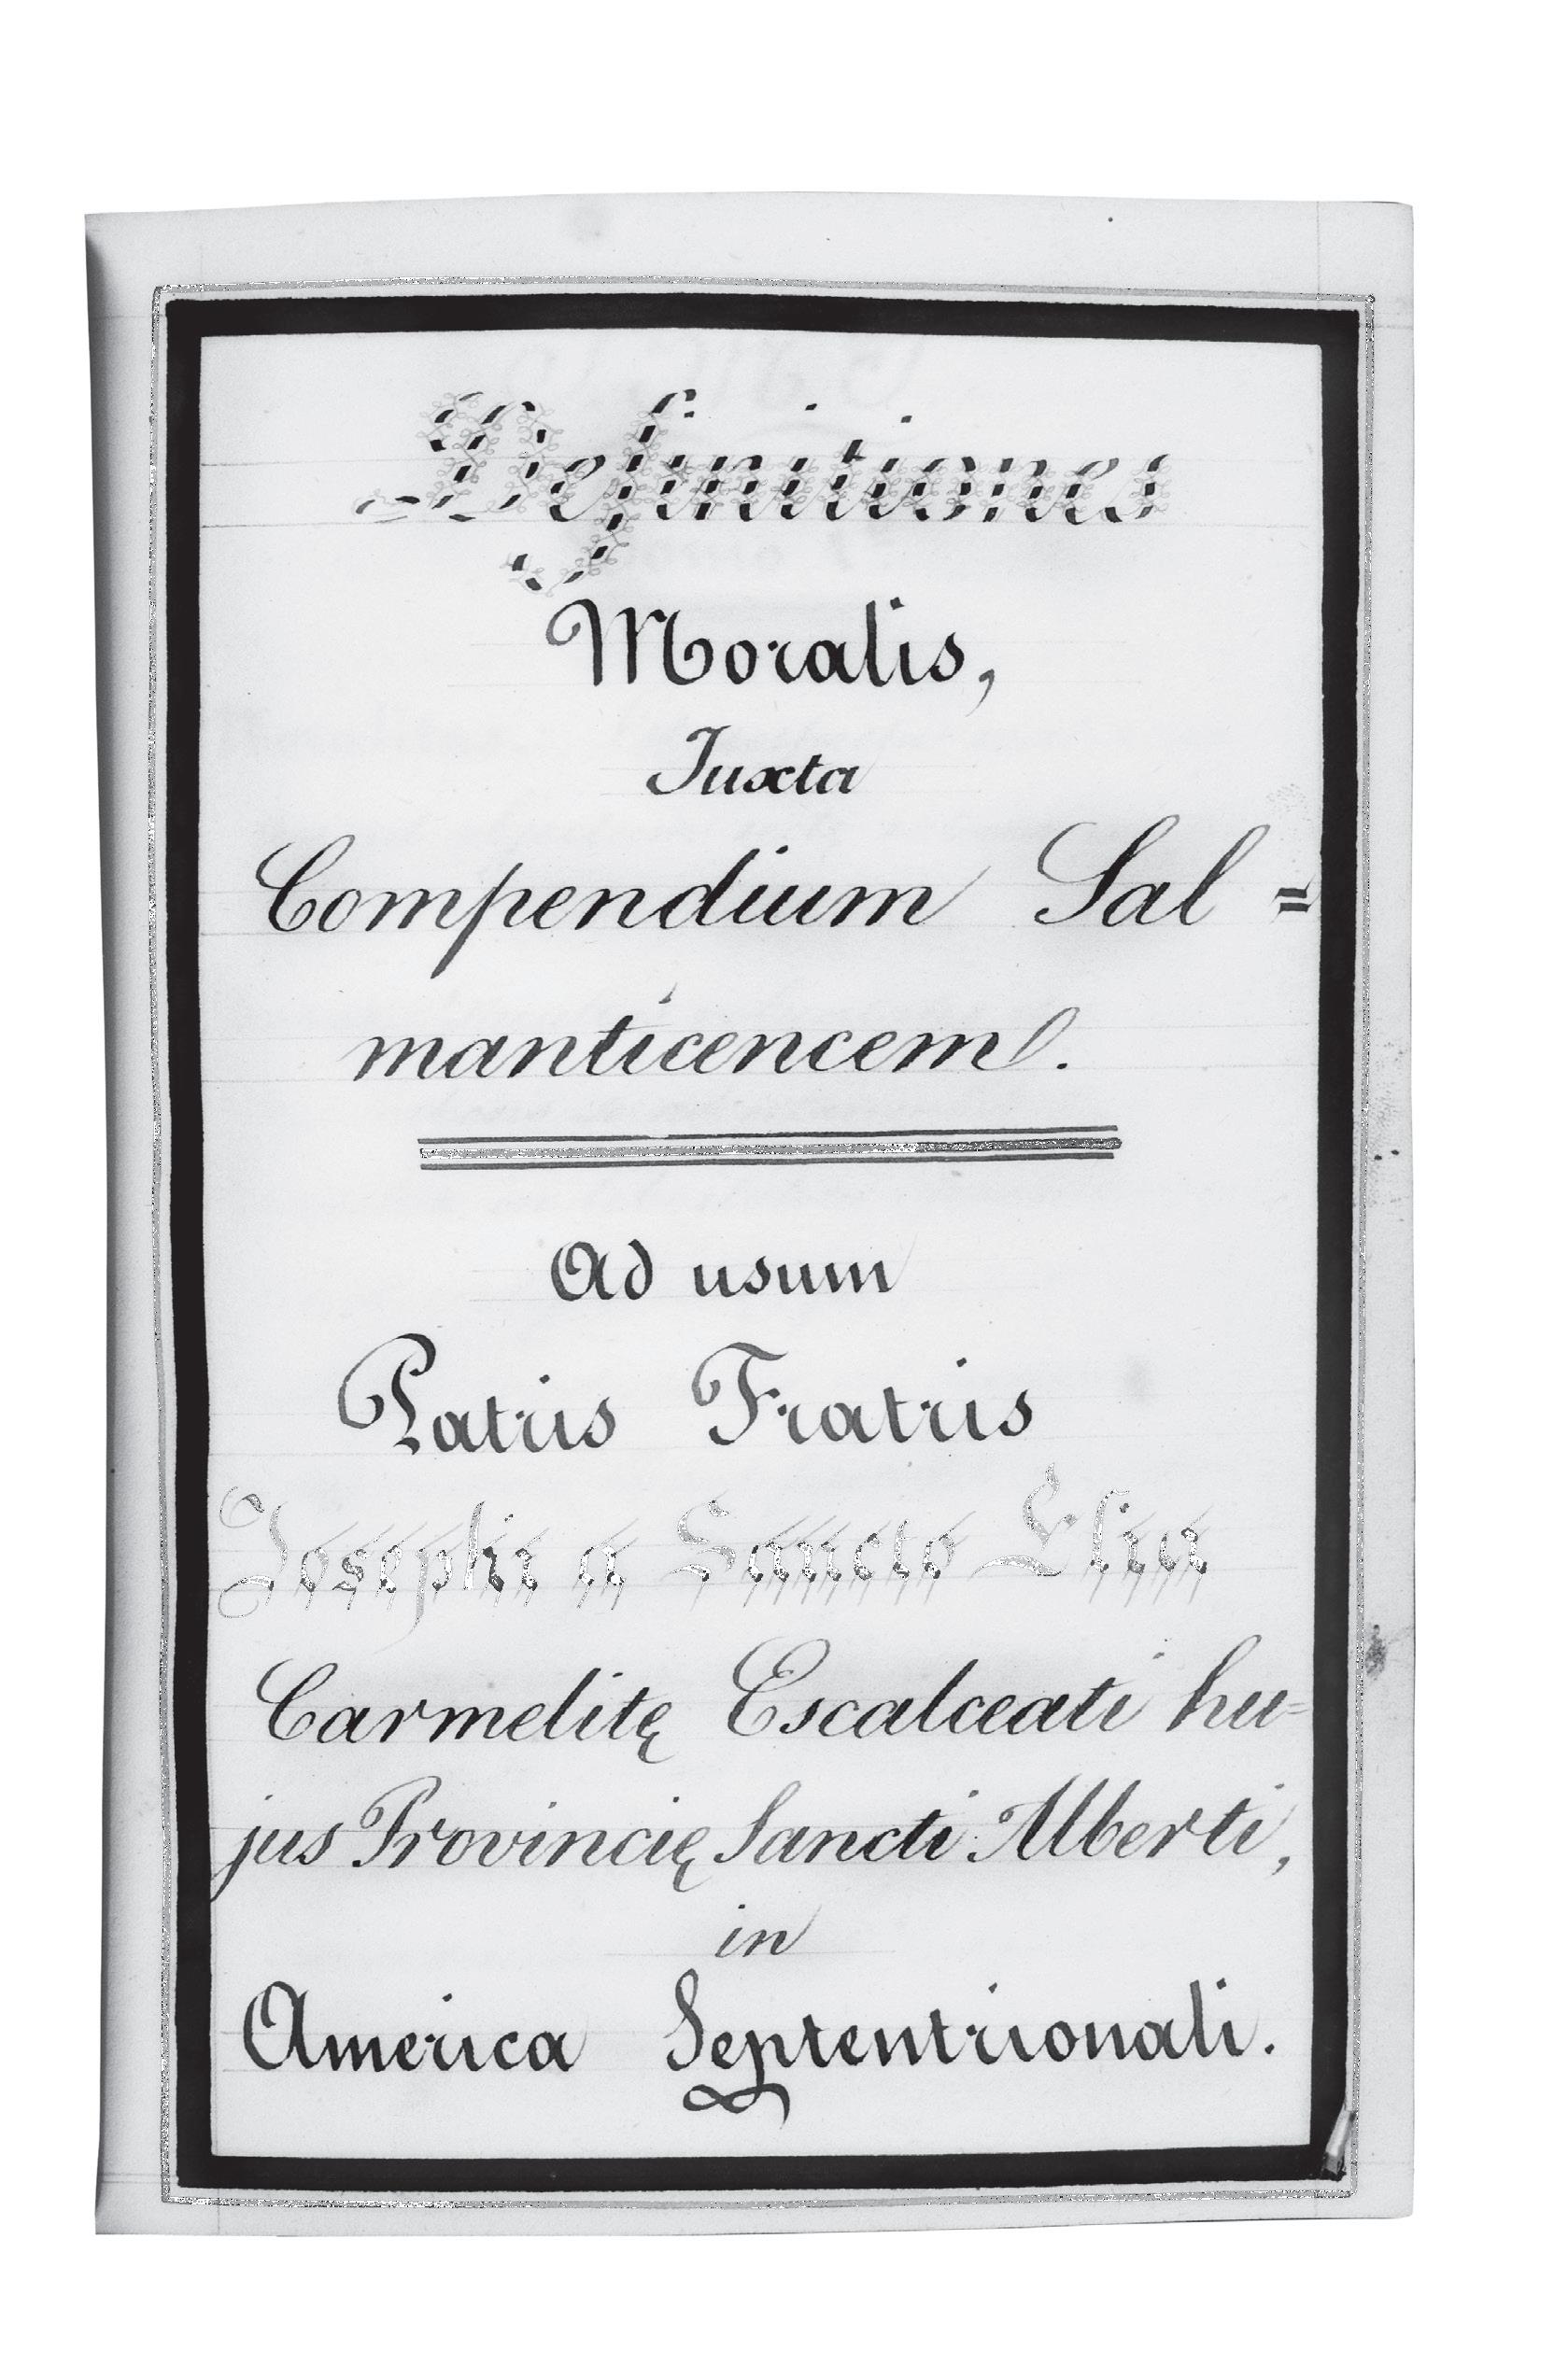 Definitiones
Moralis,
Juxta
Compendium Sal=
manticencem.
Ad usum
Patris Fratris
Josephi a Sancto Elia
Carmelitę Escalceati hu=
jus Provincię Sancti Alberti,
in
America Septentrionali.